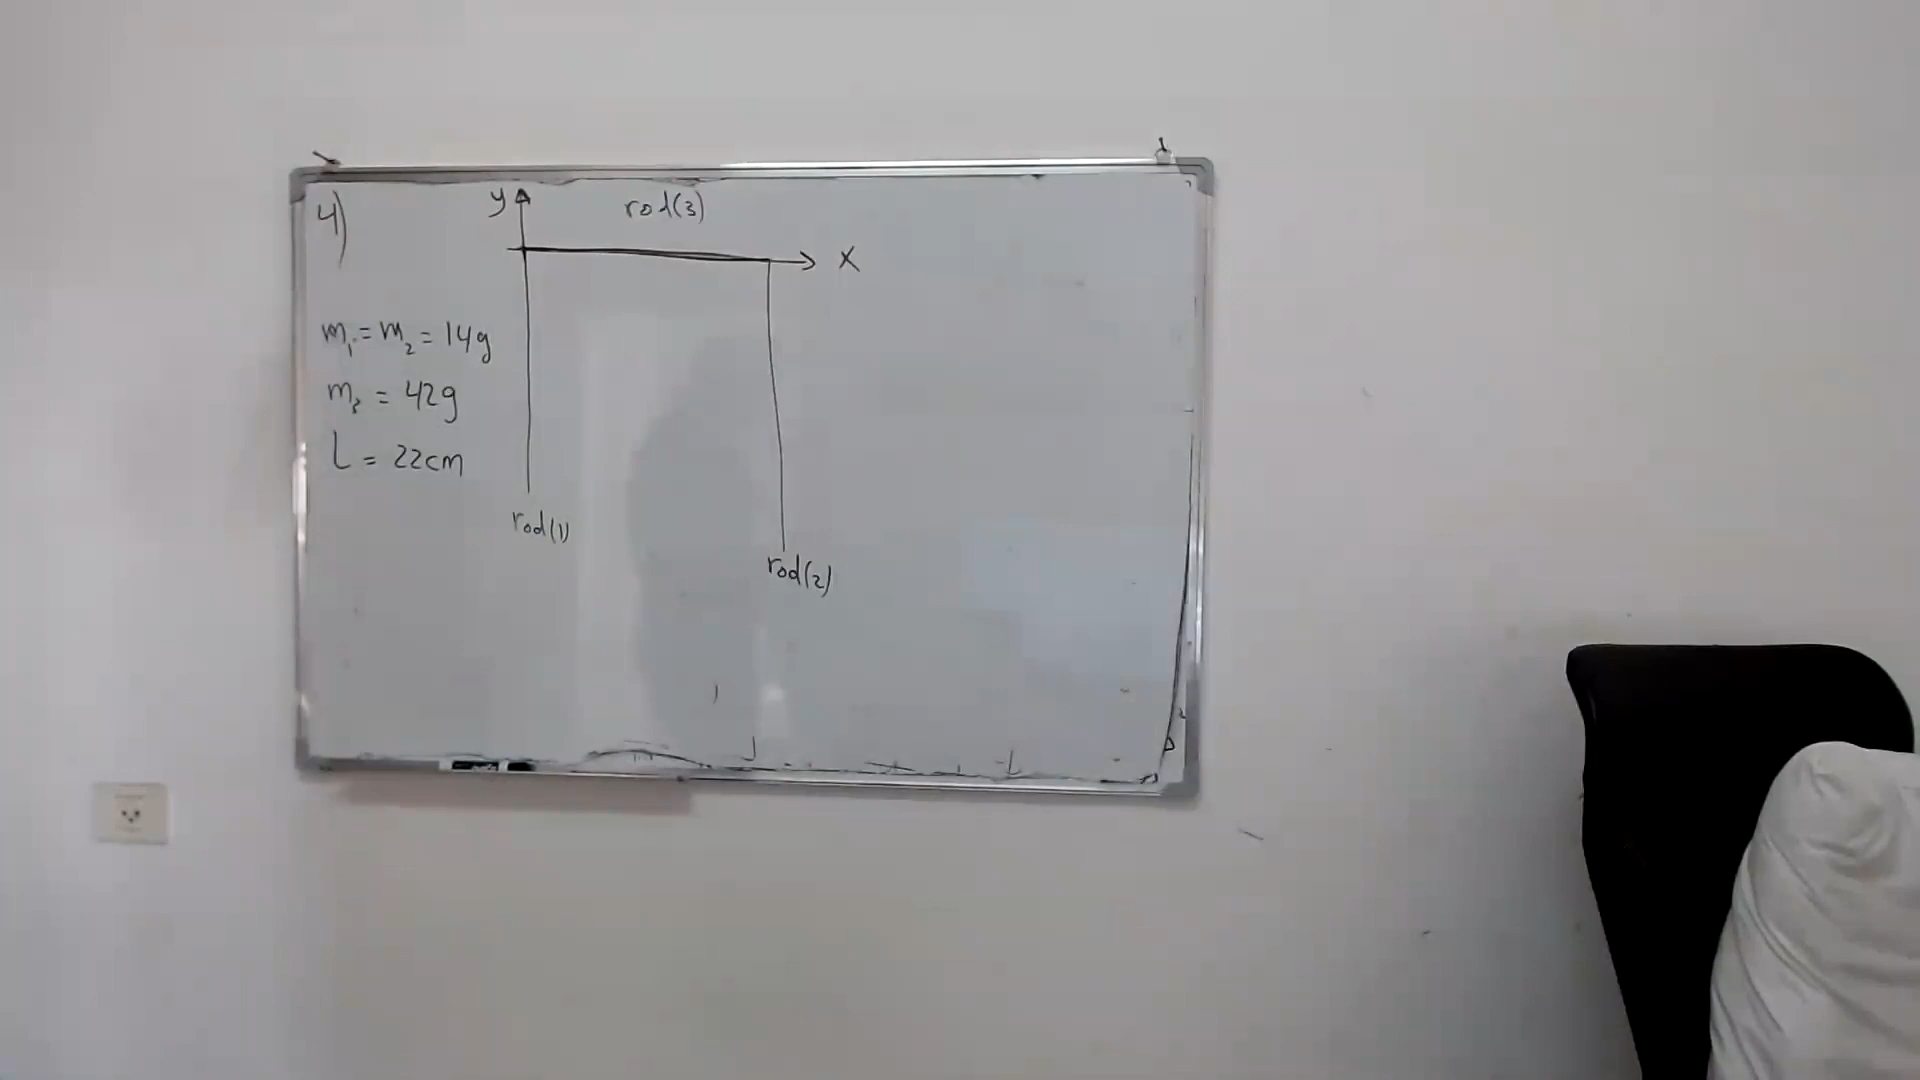 4)
y
rod(3)
x
m₁ = m₂ = 14g
m₃ = 42g
L = 22cm
rod(1)
rod(2)